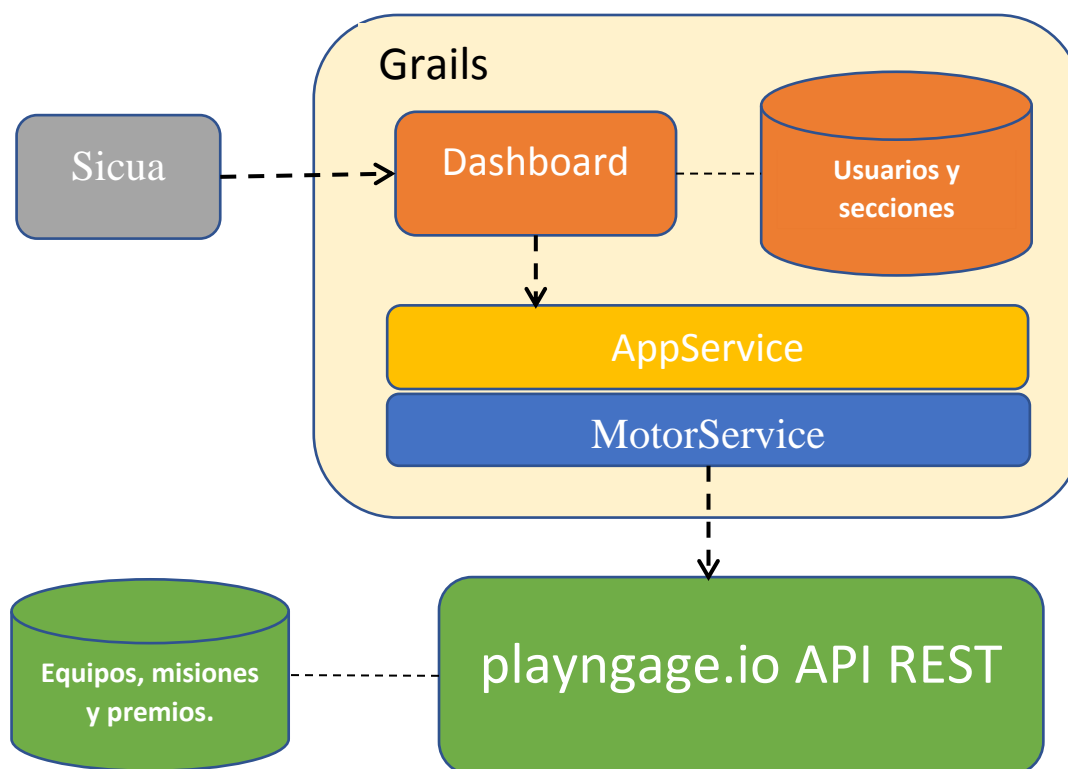 Grails
Sicua
Dashboard
Usuarios y
secciones
AppService
MotorService
Equipos, misiones
y premios.
playngage.io API REST